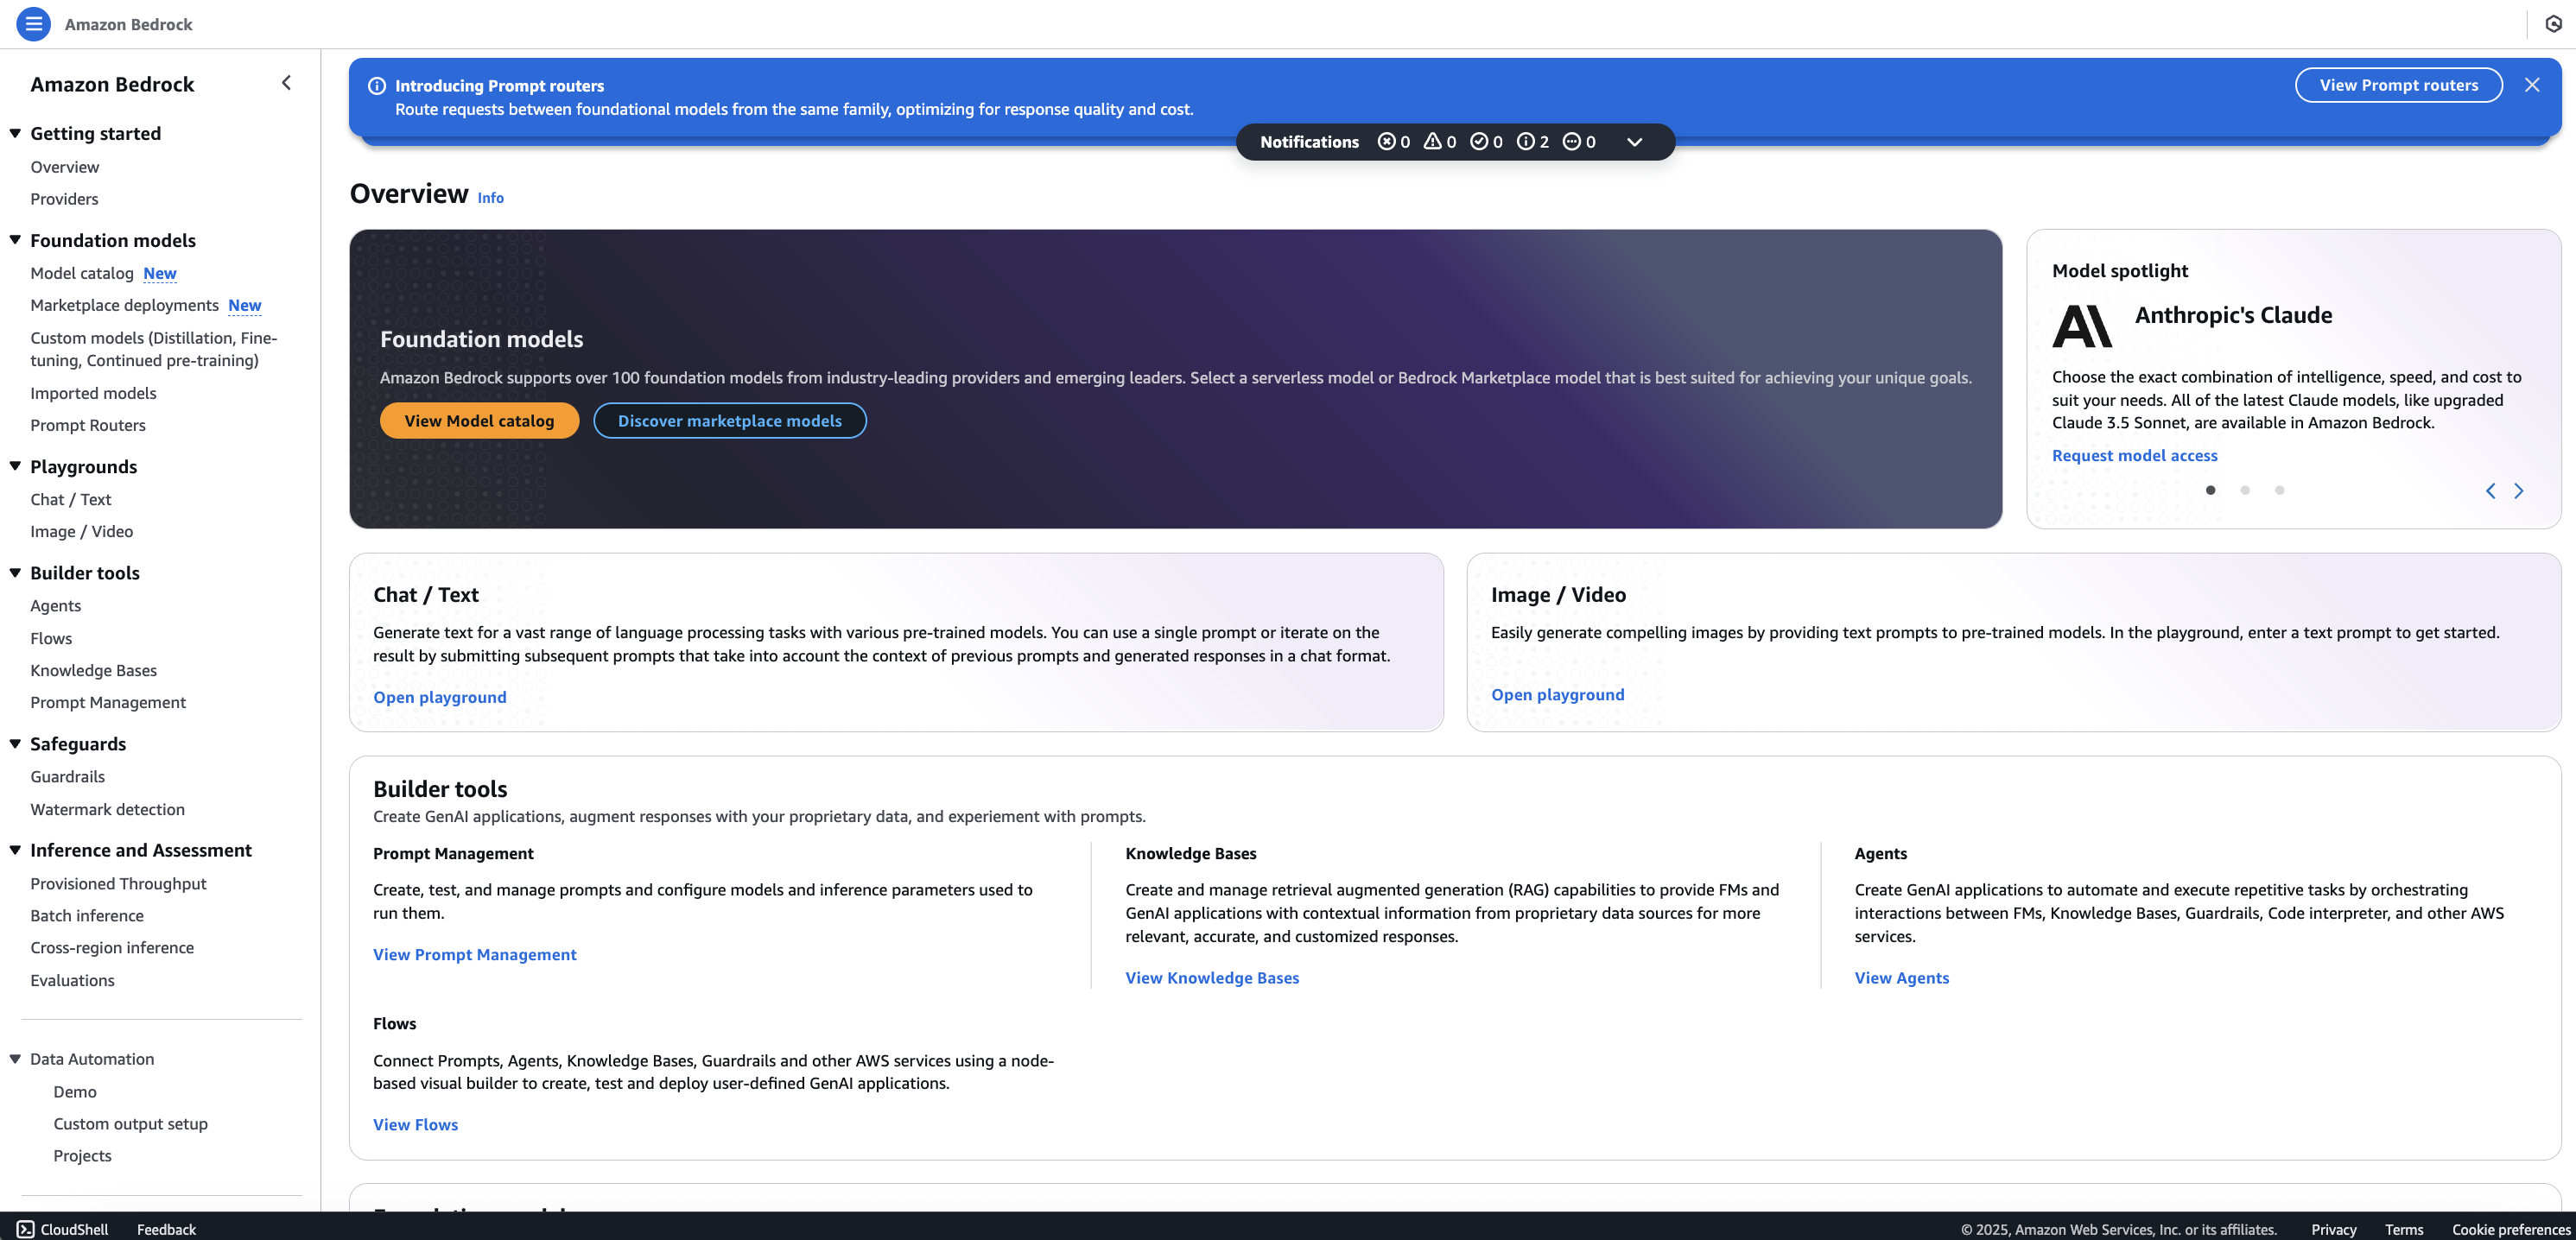 Amazon Bedrock
Amazon Bedrock
Getting started
Overview
Providers
Foundation models
Model catalog New
Marketplace deployments New
Custom models (Distillation, Fine-
tuning, Continued pre-training)
Imported models
Prompt Routers
Playgrounds
Chat / Text
Image / Video
Builder tools
Agents
Flows
Knowledge Bases
Prompt Management
Safeguards
Guardrails
Watermark detection
Inference and Assessment
Provisioned Throughput
Batch inference
Cross-region inference
Evaluations
Data Automation
Demo
Custom output setup
Projects
Introducing Prompt routers
Route requests between foundational models from the same family, optimizing for response quality and cost.
View Prompt routers
Notifications 0 0 0 2 0
Overview Info
Foundation models
Amazon Bedrock supports over 100 foundation models from industry-leading providers and emerging leaders. Select a serverless model or Bedrock Marketplace model that is best suited for achieving your unique goals.
View Model catalog
Discover marketplace models
Model spotlight
Anthropic's Claude
Choose the exact combination of intelligence, speed, and cost to
suit your needs. All of the latest Claude models, like upgraded
Claude 3.5 Sonnet, are available in Amazon Bedrock.
Request model access
Chat / Text
Generate text for a vast range of language processing tasks with various pre-trained models. You can use a single prompt or iterate on the
result by submitting subsequent prompts that take into account the context of previous prompts and generated responses in a chat format.
Open playground
Image / Video
Easily generate compelling images by providing text prompts to pre-trained models. In the playground, enter a text prompt to get started.
Open playground
Builder tools
Create GenAI applications, augment responses with your proprietary data, and experiement with prompts.
Prompt Management
Create, test, and manage prompts and configure models and inference parameters used to
run them.
View Prompt Management
Knowledge Bases
Create and manage retrieval augmented generation (RAG) capabilities to provide FMs and
GenAI applications with contextual information from proprietary data sources for more
relevant, accurate, and customized responses.
View Knowledge Bases
Agents
Create GenAI applications to automate and execute repetitive tasks by orchestrating
interactions between FMs, Knowledge Bases, Guardrails, Code interpreter, and other AWS
services.
View Agents
Flows
Connect Prompts, Agents, Knowledge Bases, Guardrails and other AWS services using a node-
based visual builder to create, test and deploy user-defined GenAI applications.
View Flows
CloudShell
Feedback
© 2025, Amazon Web Services, Inc. or its affiliates.
Privacy
Terms
Cookie preferences